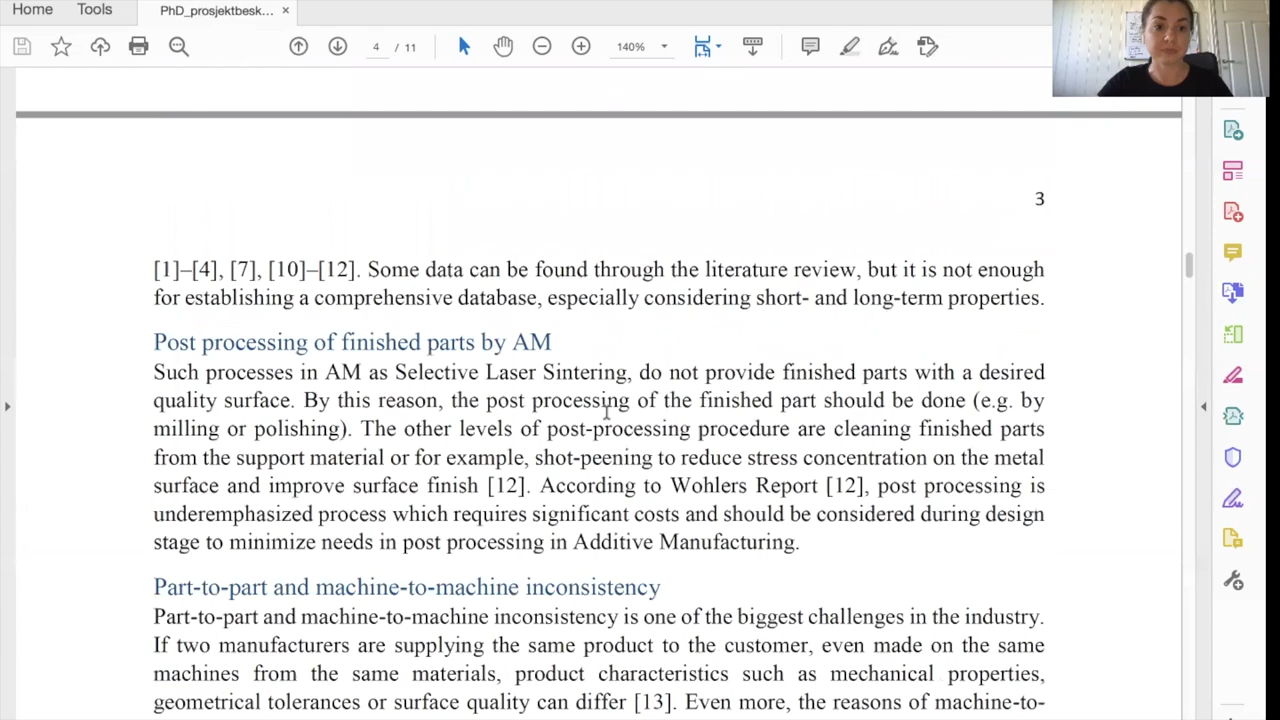 Home Tools PhD_prosjektbesk... ×
4 / 11 140%
3
[1]–[4], [7], [10]–[12]. Some data can be found through the literature review, but it is not enough
for establishing a comprehensive database, especially considering short- and long-term properties.
Post processing of finished parts by AM
Such processes in AM as Selective Laser Sintering, do not provide finished parts with a desired
quality surface. By this reason, the post processing of the finished part should be done (e.g. by
milling or polishing). The other levels of post-processing procedure are cleaning finished parts
from the support material or for example, shot-peening to reduce stress concentration on the metal
surface and improve surface finish [12]. According to Wohlers Report [12], post processing is
underemphasized process which requires significant costs and should be considered during design
stage to minimize needs in post processing in Additive Manufacturing.
Part-to-part and machine-to-machine inconsistency
Part-to-part and machine-to-machine inconsistency is one of the biggest challenges in the industry.
If two manufacturers are supplying the same product to the customer, even made on the same
machines from the same materials, product characteristics such as mechanical properties,
geometrical tolerances or surface quality can differ [13]. Even more, the reasons of machine-to-